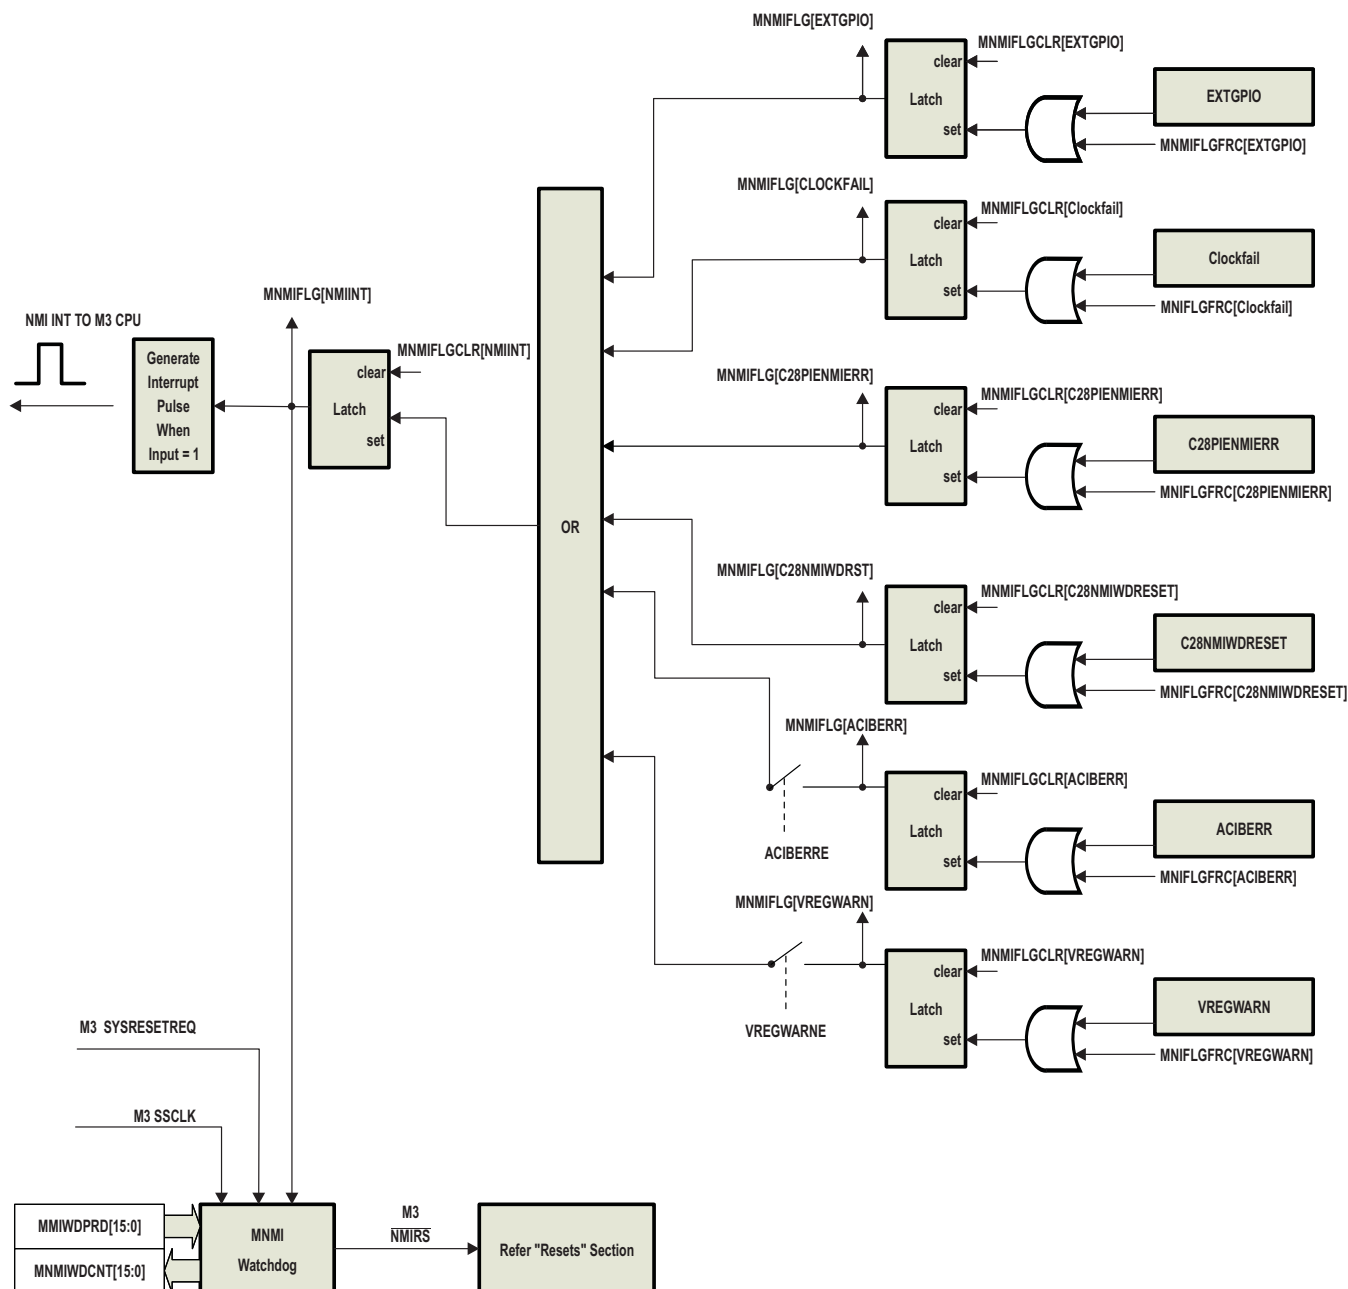 MNMIFLG[EXTGPIO]
MNMIFLGCLR[EXTGPIO]
clear
Latch
set
EXTGPIO
MNMIFLGFRC[EXTGPIO]
MNMIFLG[CLOCKFAIL]
MNMIFLGCLR[Clockfail]
clear
Latch
set
Clockfail
MNIFLGFRC[Clockfail]
MNMIFLG[NMIINT]
NMI INT TO M3 CPU
Generate
Interrupt
Pulse
When
Input = 1
MNMIFLGCLR[NMIINT]
clear
Latch
set
OR
MNMIFLG[C28PIENMIERR]
MNMIFLGCLR[C28PIENMIERR]
clear
Latch
set
C28PIENMIERR
MNIFLGFRC[C28PIENMIERR]
MNMIFLG[C28NMIWDRST]
MNMIFLGCLR[C28NMIWDRESET]
clear
Latch
set
C28NMIWDRESET
MNIFLGFRC[C28NMIWDRESET]
MNMIFLG[ACIBERR]
MNMIFLGCLR[ACIBERR]
clear
Latch
set
ACIBERR
MNIFLGFRC[ACIBERR]
ACIBERRE
MNMIFLG[VREGWARN]
MNMIFLGCLR[VREGWARN]
clear
Latch
set
VREGWARN
MNIFLGFRC[VREGWARN]
VREGWARNE
M3 SYSRESETREQ
M3 SSCLK
MMIWDPRD[15:0]
MNMIWDCNT[15:0]
MNMI
Watchdog
M3
NMIRS
Refer "Resets" Section